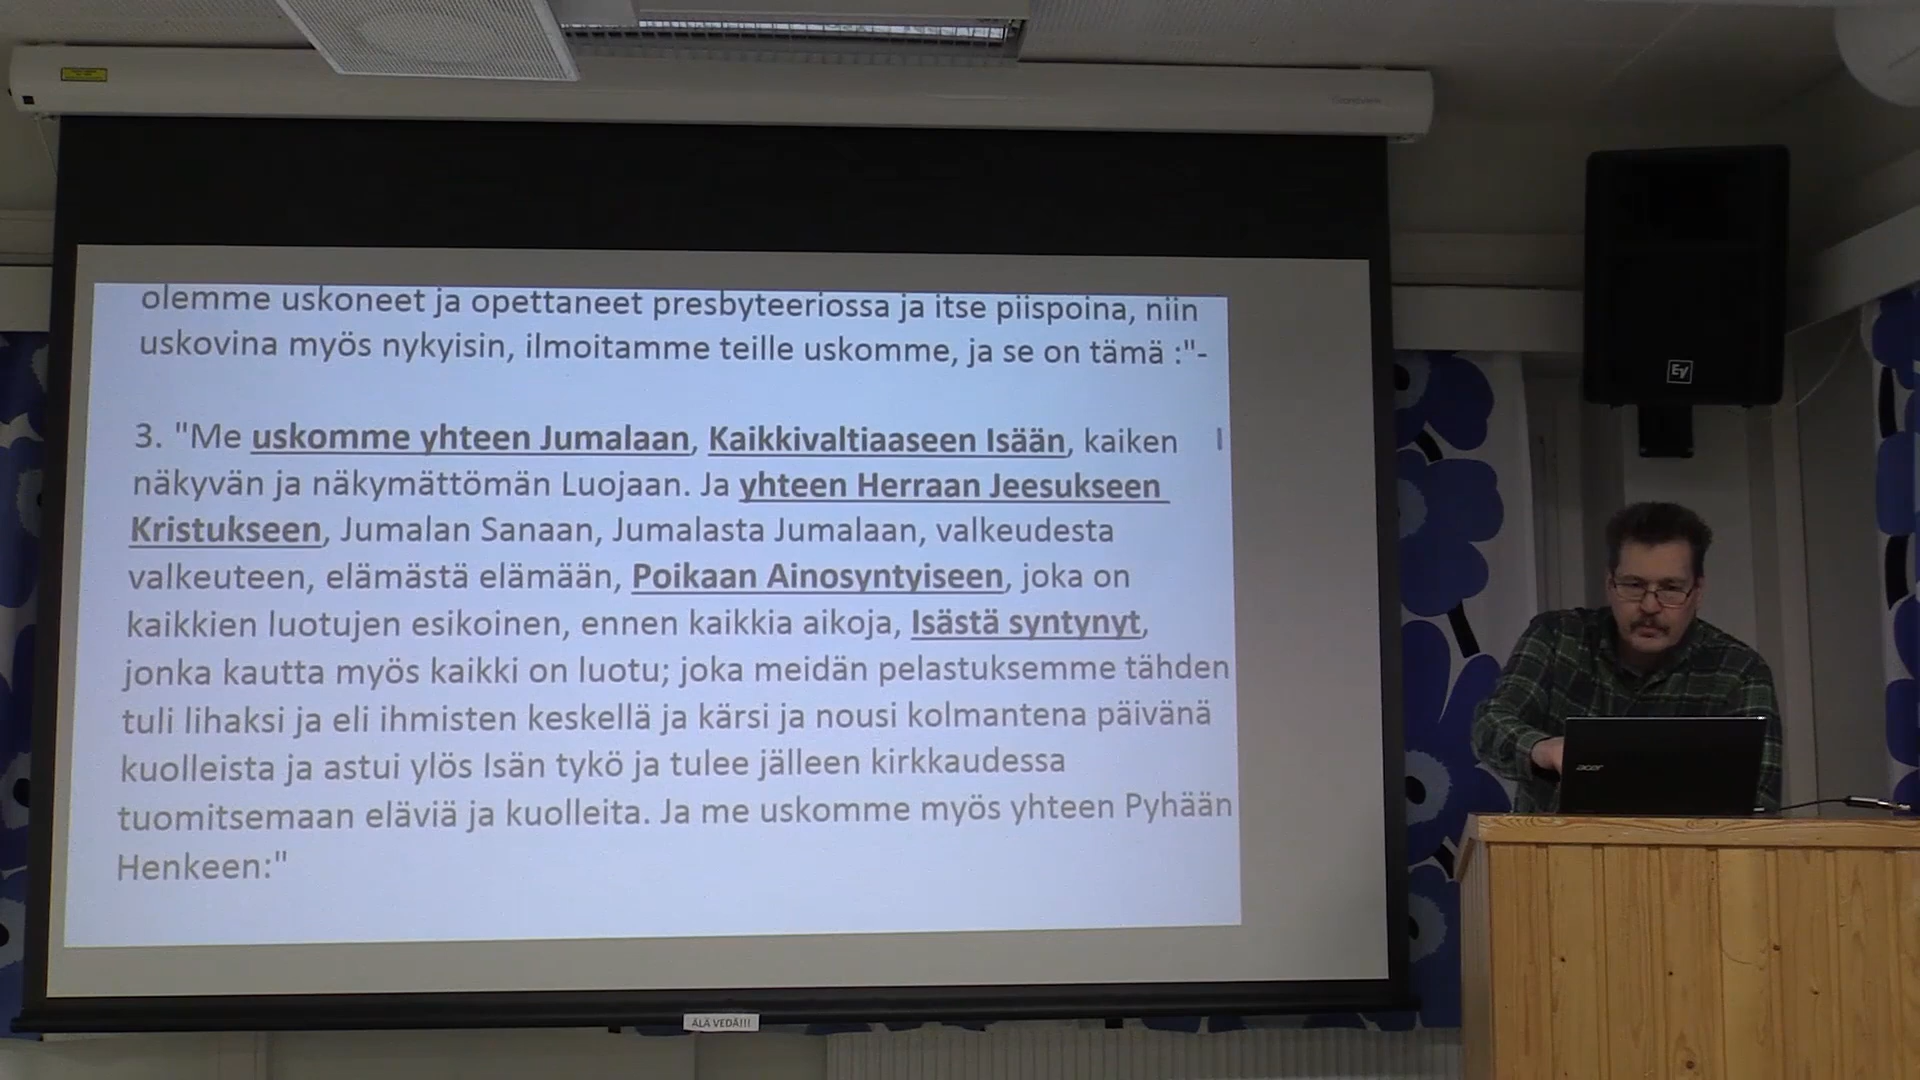 olemme uskoneet ja opettaneet presbyteeriossa ja itse piispoina, niin
uskovina myös nykyisin, ilmoitamme teille uskomme, ja se on tämä :"-
3. "Me uskomme yhteen Jumalaan, Kaikkivaltiaaseen Isään, kaiken
näkyvän ja näkymättömän Luojaan. Ja yhteen Herraan Jeesukseen
Kristukseen, Jumalan Sanaan, Jumalasta Jumalaan, valkeudesta
valkeuteen, elämästä elämään, Poikaan Ainosyntyiseen, joka on
kaikkien luotujen esikoinen, ennen kaikkia aikoja, Isästä syntynyt,
jonka kautta myös kaikki on luotu; joka meidän pelastuksemme tähden
tuli lihaksi ja eli ihmisten keskellä ja kärsi ja nousi kolmantena päivänä
kuolleista ja astui ylös Isän tykö ja tulee jälleen kirkkaudessa
tuomitsemaan eläviä ja kuolleita. Ja me uskomme myös yhteen Pyhään
Henkeen:"
ÄLÄ VEDÄ!!!
EV
acer